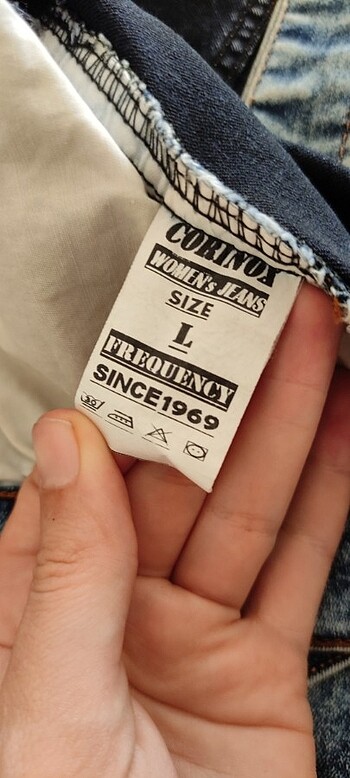 CORINOX
WOMEN'S JEANS
SIZE
L
FREQUENCY
SINCE1969
30